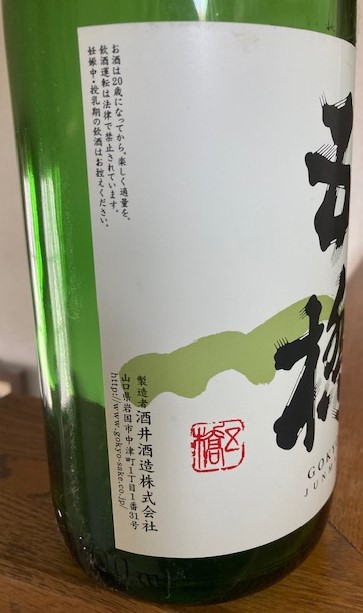 お酒は20歳になってから。楽しく適量を。
飲酒運転は法律で禁止されています。
妊娠中・授乳期の飲酒はお控えください。
五橋
GOKY
JUNM
五橋
製造者 酒井酒造株式会社
山口県岩国市中津町1丁目1番31号
http://www.gokyo-sake.co.jp/